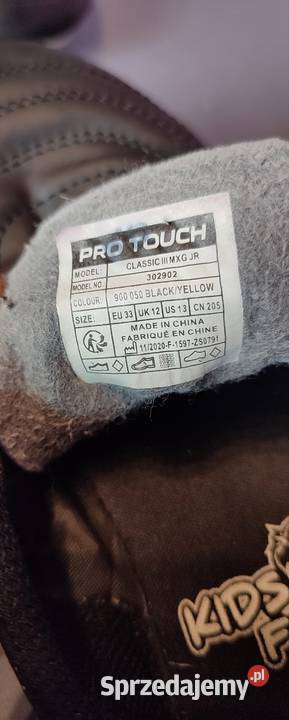 PRO TOUCH
MODEL: CLASSIC III MXG JR
MODEL NO.: 302902
COLOUR: 900 050 BLACK/YELLOW
SIZE: EU 33 UK 12 US 13 CN 205
MADE IN CHINA
FABRIQUÉ EN CHINE
11/2020-F-1597-ZS0791
KIDS
F
Sprzedajemy.pl